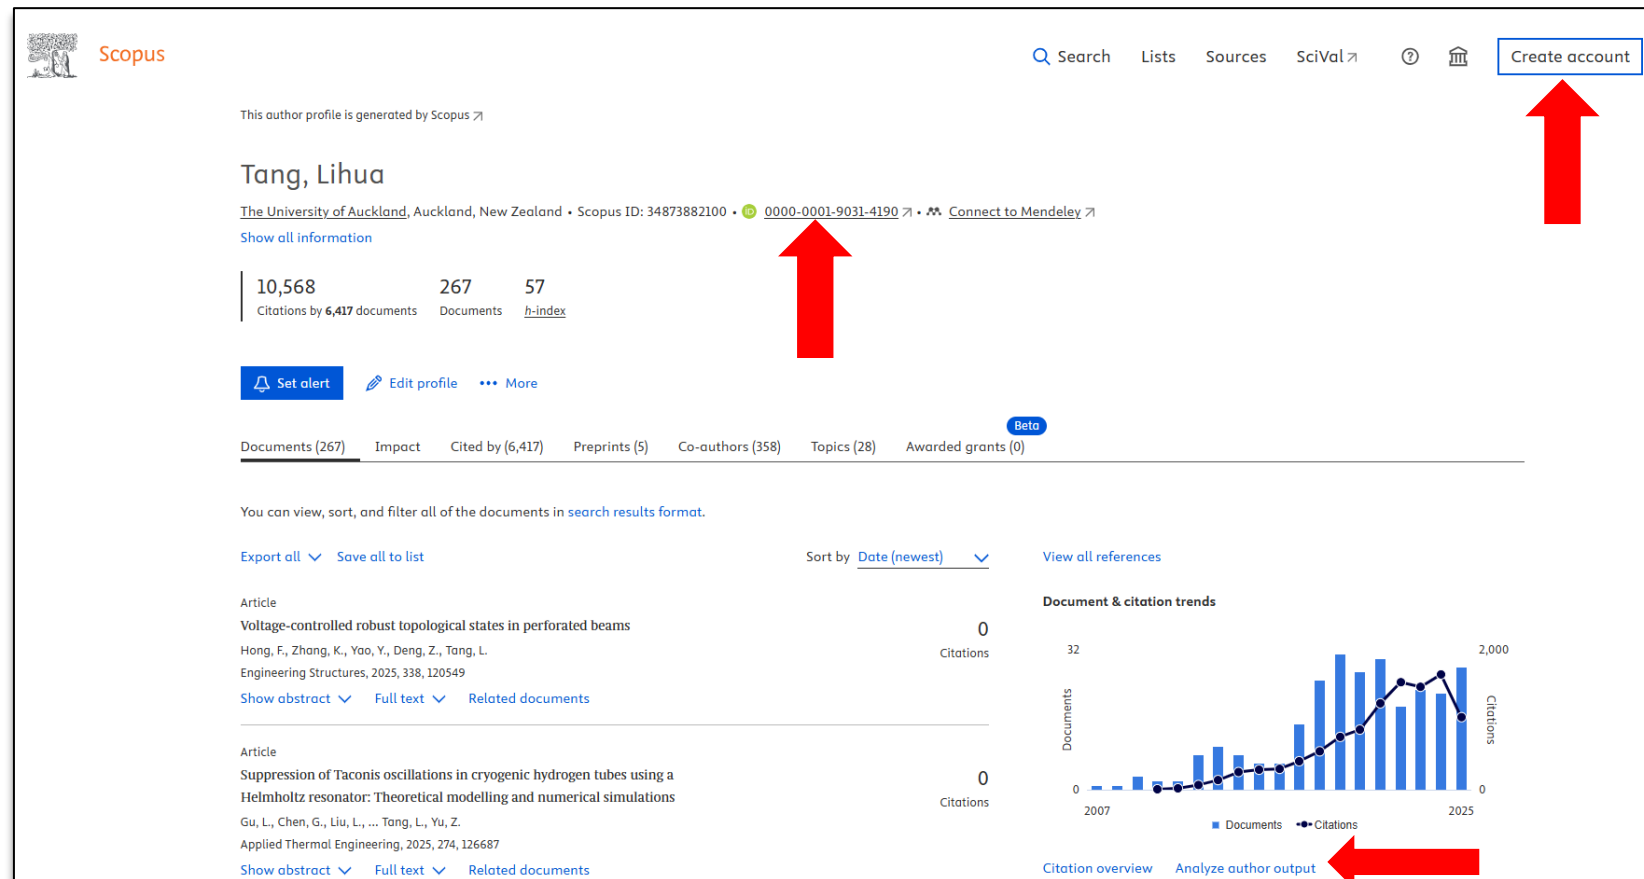 Scopus
Search Lists Sources SciVal Create account
This author profile is generated by Scopus
Tang, Lihua
The University of Auckland, Auckland, New Zealand • Scopus ID: 34873882100 • iD 0000-0001-9031-4190 • Connect to Mendeley
Show all information
10,568 267 57
Citations by 6,417 documents Documents h-index
Set alert Edit profile More
Beta
Documents (267) Impact Cited by (6,417) Preprints (5) Co-authors (358) Topics (28) Awarded grants (0)
You can view, sort, and filter all of the documents in search results format.
Export all Save all to list Sort by Date (newest)
Article
Voltage-controlled robust topological states in perforated beams
Hong, F., Zhang, K., Yao, Y., Deng, Z., Tang, L.
Engineering Structures, 2025, 338, 120549
0
Citations
Show abstract Full text Related documents
Article
Suppression of Taconis oscillations in cryogenic hydrogen tubes using a
Helmholtz resonator: Theoretical modelling and numerical simulations
Gu, L., Chen, G., Liu, L., ... Tang, L., Yu, Z.
Applied Thermal Engineering, 2025, 274, 126687
0
Citations
Show abstract Full text Related documents
View all references
Document & citation trends
32 2,000
Documents
Citations
0 0
2007 2025
Documents Citations
Citation overview Analyze author output